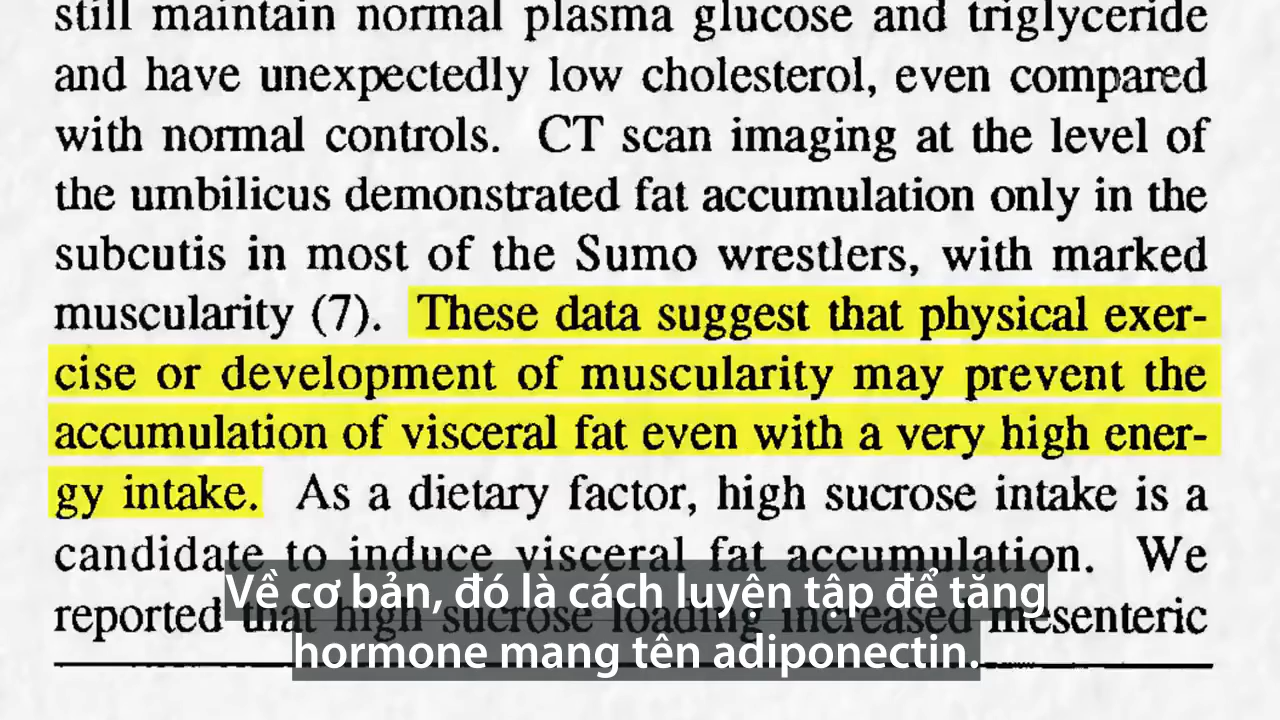 still maintain normal plasma glucose and triglyceride
and have unexpectedly low cholesterol, even compared
with normal controls. CT scan imaging at the level of
the umbilicus demonstrated fat accumulation only in the
subcutis in most of the Sumo wrestlers, with marked
muscularity (7). These data suggest that physical exer-
cise or development of muscularity may prevent the
accumulation of visceral fat even with a very high ener-
gy intake. As a dietary factor, high sucrose intake is a
candidate to induce visceral fat accumulation. We
reported that high sucrose loading increased mesenteric
Về cơ bản, đó là cách luyện tập để tăng
hormone mang tên adiponectin.